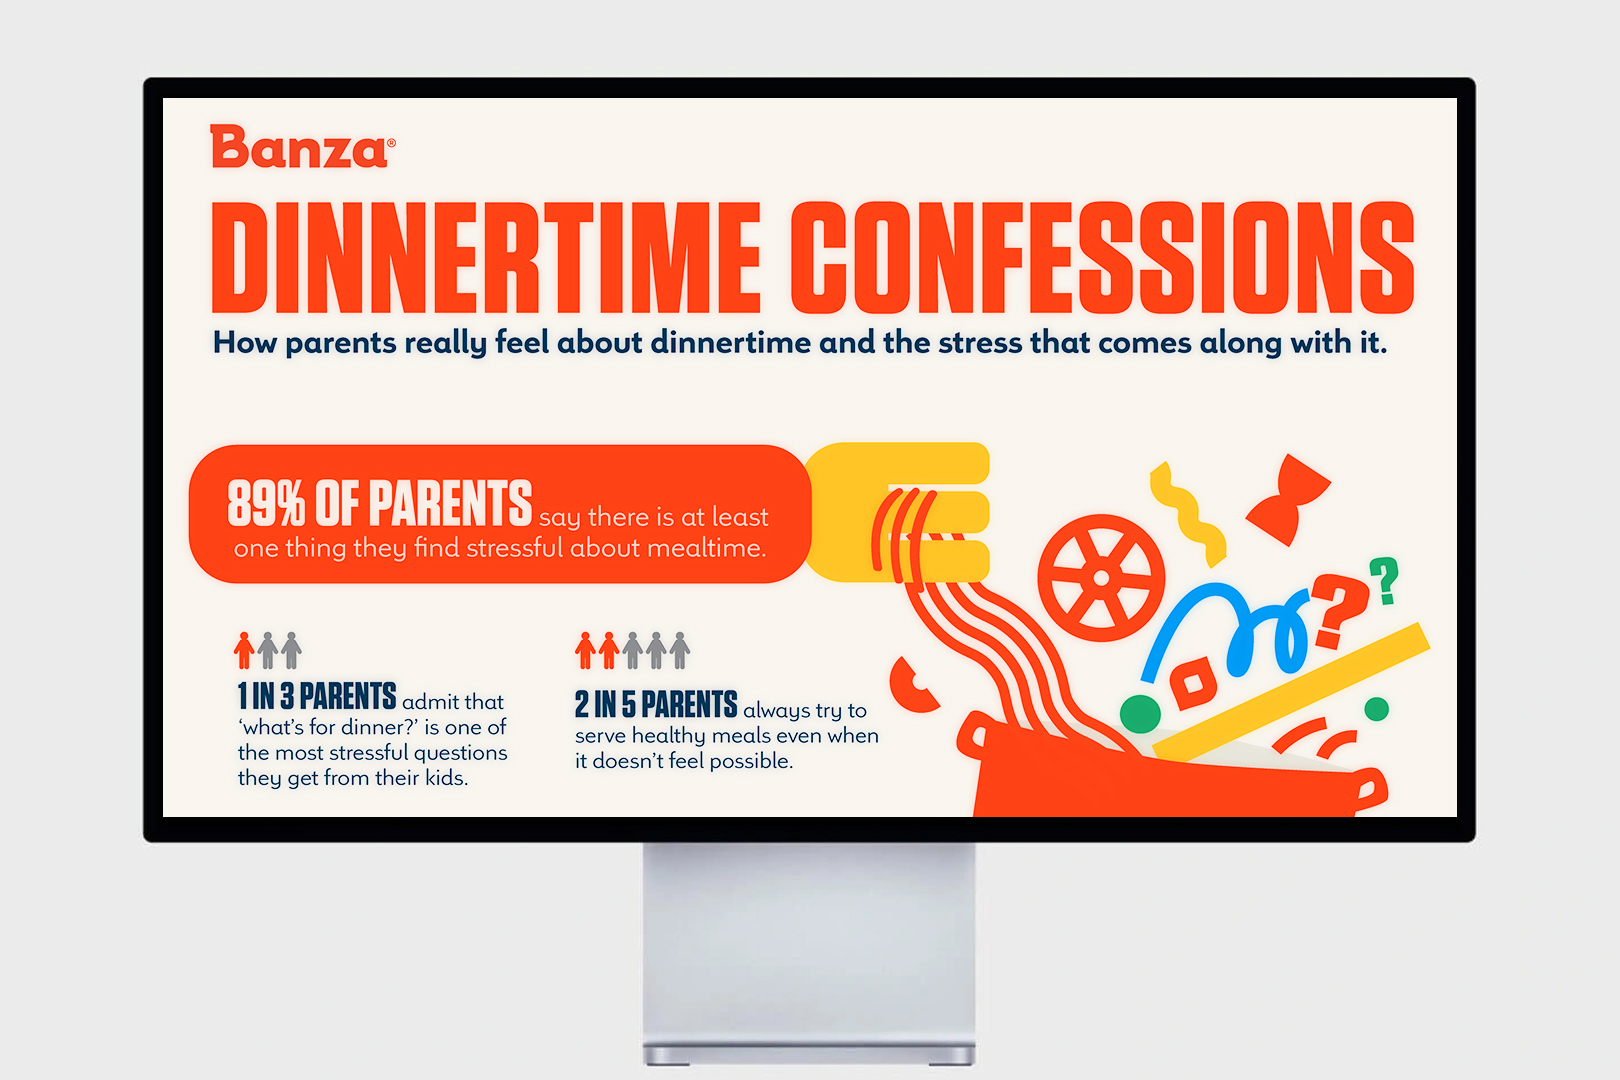 Banza®
DINNERTIME CONFESSIONS
How parents really feel about dinnertime and the stress that comes along with it.
89% OF PARENTS say there is at least
one thing they find stressful about mealtime.
1 IN 3 PARENTS admit that
‘what’s for dinner?’ is one of
the most stressful questions
they get from their kids.
2 IN 5 PARENTS always try to
serve healthy meals even when
it doesn’t feel possible.
? ?